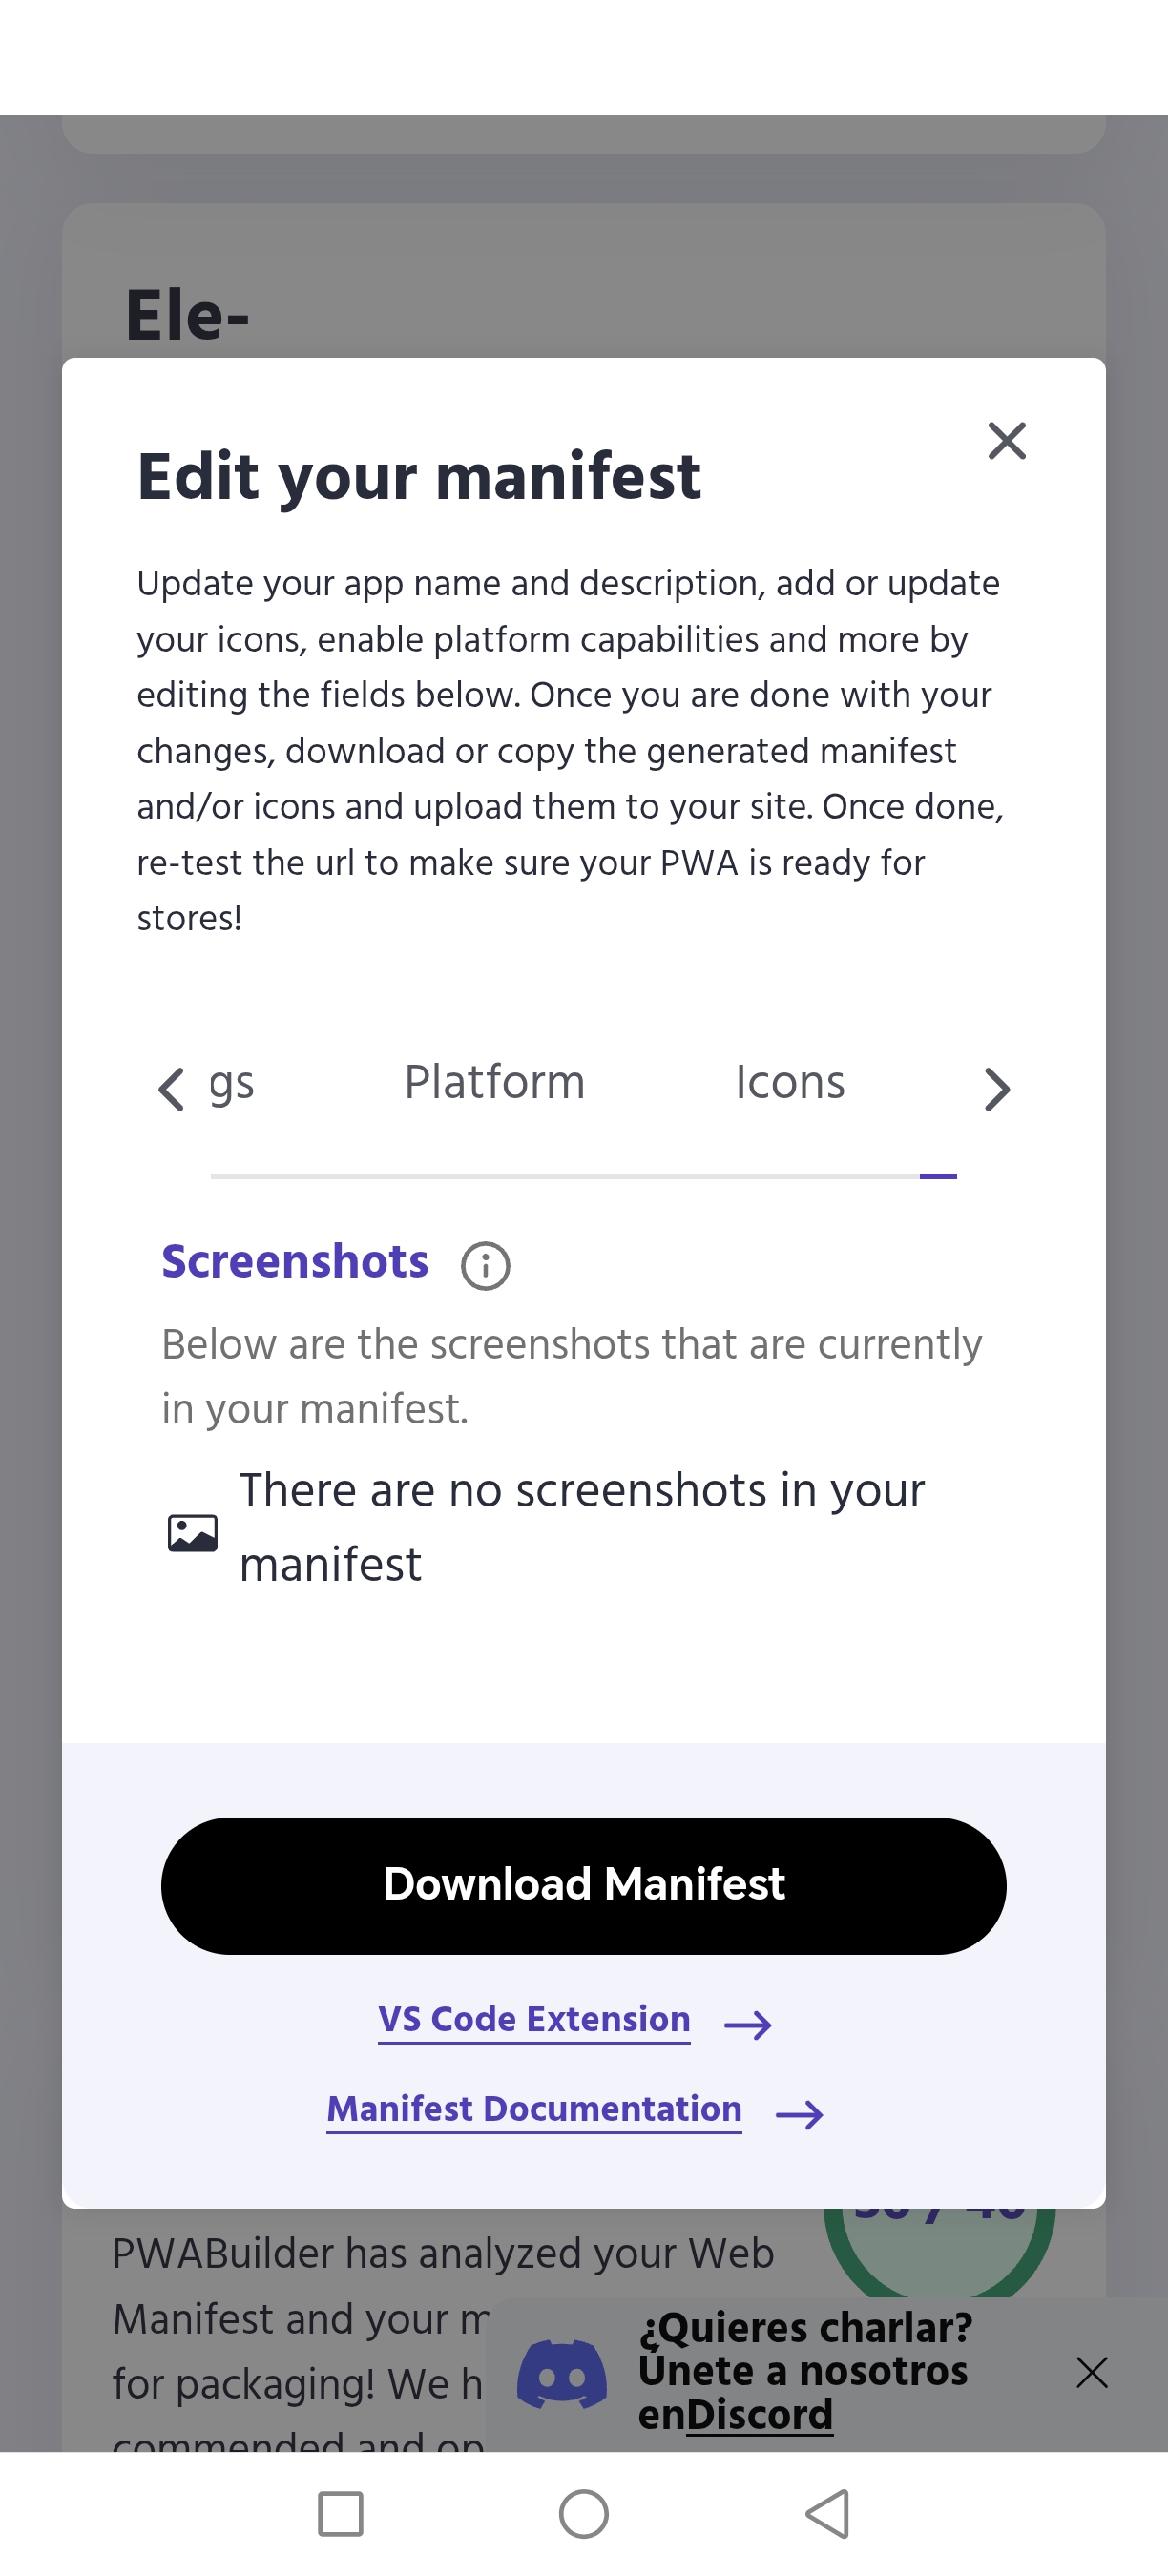 Ele-
Edit your manifest
Update your app name and description, add or update
your icons, enable platform capabilities and more by
editing the fields below. Once you are done with your
changes, download or copy the generated manifest
and/or icons and upload them to your site. Once done,
re-test the url to make sure your PWA is ready for
stores!
gs Platform Icons
Screenshots
Below are the screenshots that are currently
in your manifest.
There are no screenshots in your
manifest
Download Manifest
VS Code Extension
Manifest Documentation
PWABuilder has analyzed your Web
Manifest and your m
for packaging! We h
commended and op
¿Quieres charlar?
Únete a nosotros
enDiscord